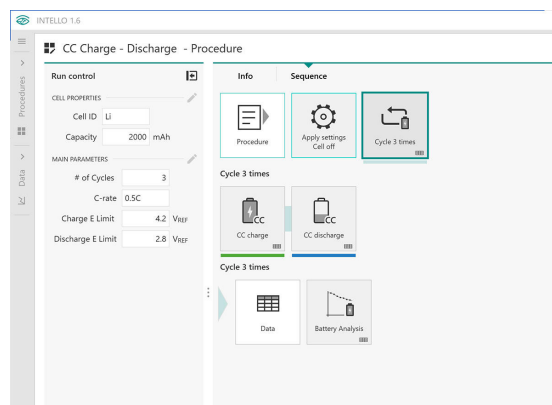 INTELLO 1.6
CC Charge - Discharge - Procedure
Procedures
Data
Run control
CELL PROPERTIES
Cell ID Li
Capacity 2000 mAh
MAIN PARAMETERS
# of Cycles 3
C-rate 0.5C
Charge E Limit 4.2 VREF
Discharge E Limit 2.8 VREF
Info Sequence
Procedure
Apply settings
Cell off
Cycle 3 times
Cycle 3 times
CC
CC charge
CC
CC discharge
Cycle 3 times
Data
Battery Analysis